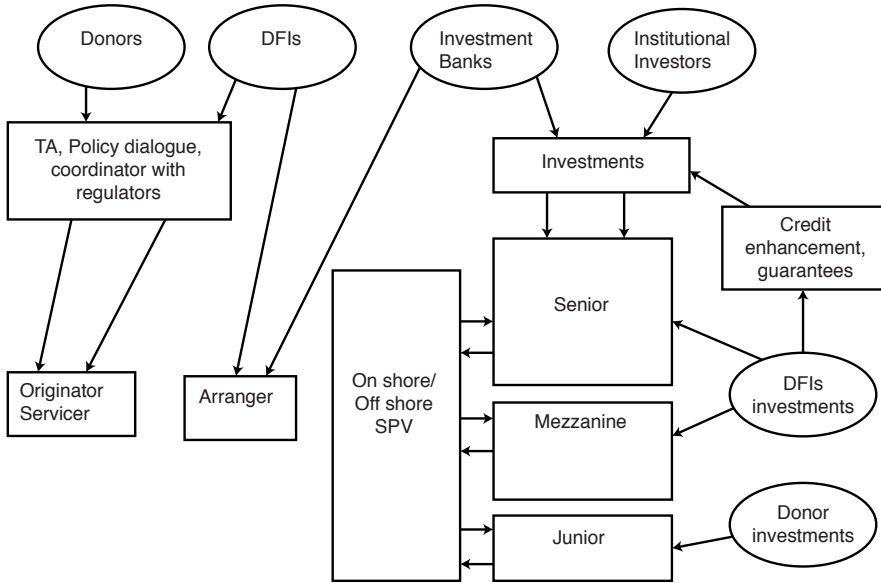 Donors
DFIs
Investment
Banks
Institutional
Investors
TA, Policy dialogue,
coordinator with
regulators
Investments
Credit
enhancement,
guarantees
Senior
On shore/
Off shore
SPV
Originator
Servicer
Arranger
DFIs
investments
Mezzanine
Donor
investments
Junior